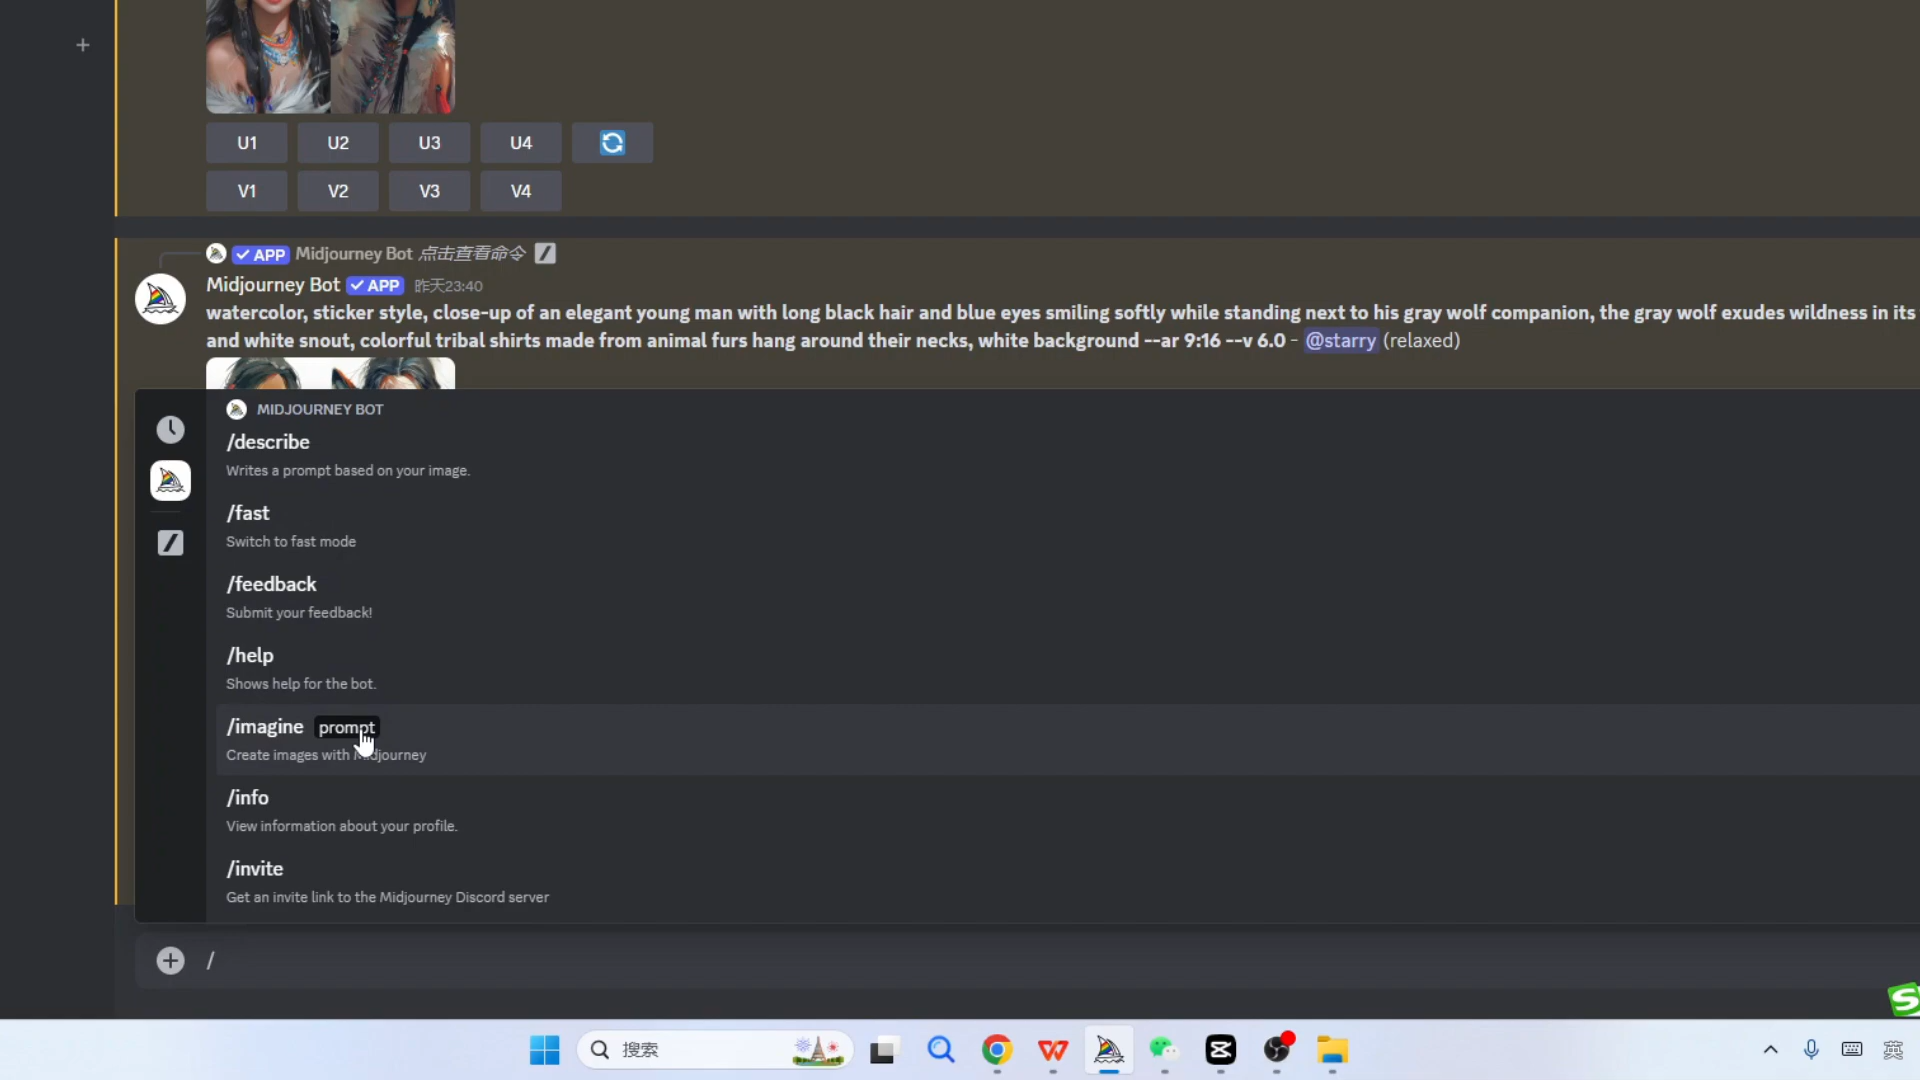 U1 U2 U3 U4
V1 V2 V3 V4
APP Midjourney Bot 点击查看命令
Midjourney Bot APP 昨天23:40
watercolor, sticker style, close-up of an elegant young man with long black hair and blue eyes smiling softly while standing next to his gray wolf companion, the gray wolf exudes wildness in its
and white snout, colorful tribal shirts made from animal furs hang around their necks, white background --ar 9:16 --v 6.0 - @starry (relaxed)
MIDJOURNEY BOT
/describe
Writes a prompt based on your image.
/fast
Switch to fast mode
/feedback
Submit your feedback!
/help
Shows help for the bot.
/imagine prompt
Create images with Midjourney
/info
View information about your profile.
/invite
Get an invite link to the Midjourney Discord server
/
搜索
英